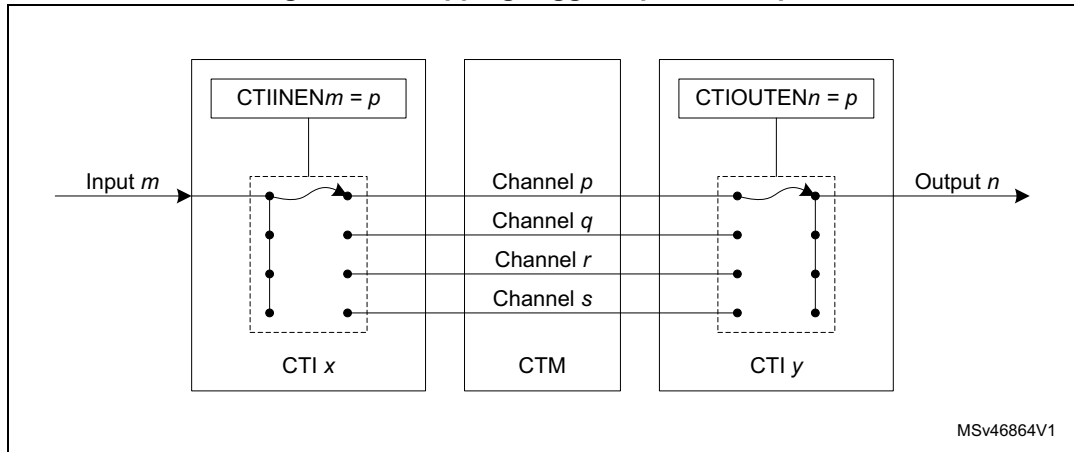 CTIINENm = p
CTIOUTENn = p
Input m
Channel p
Output n
Channel q
Channel r
Channel s
CTI x
CTM
CTI y
MSv46864V1